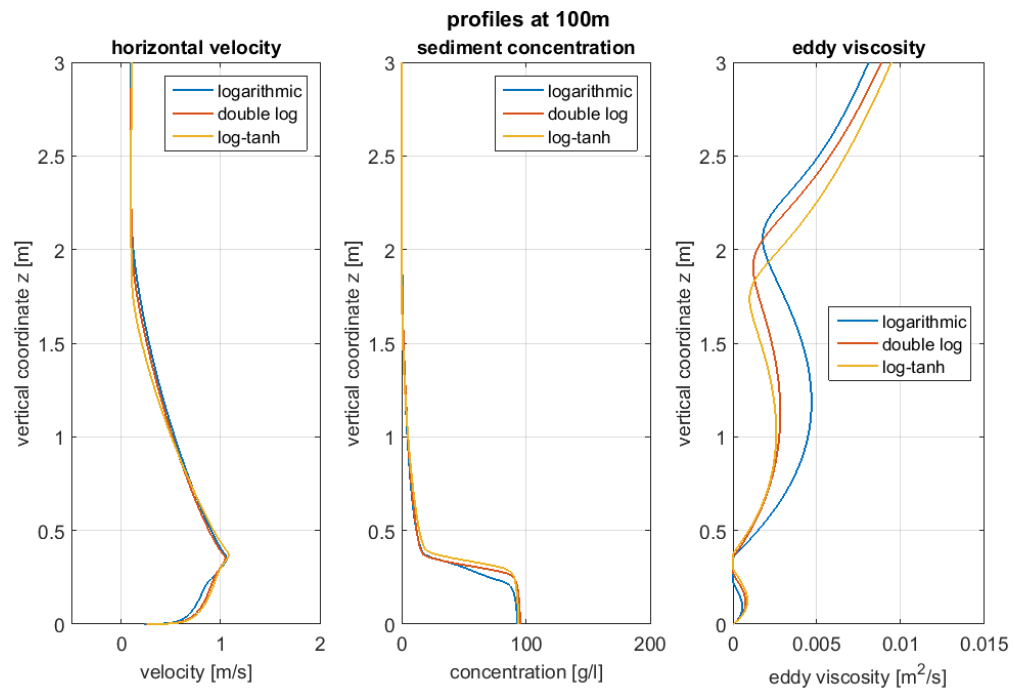 profiles at 100m
horizontal velocity
3
2.5
2
1.5
1
0.5
0
vertical coordinate z [m]
logarithmic
double log
log-tanh
0 1 2
velocity [m/s]
sediment concentration
3
2.5
2
1.5
1
0.5
0
vertical coordinate z [m]
logarithmic
double log
log-tanh
0 100 200
concentration [g/l]
eddy viscosity
3
2.5
2
1.5
1
0.5
0
vertical coordinate z [m]
logarithmic
double log
log-tanh
0 0.005 0.01 0.015
eddy viscosity [m²/s]